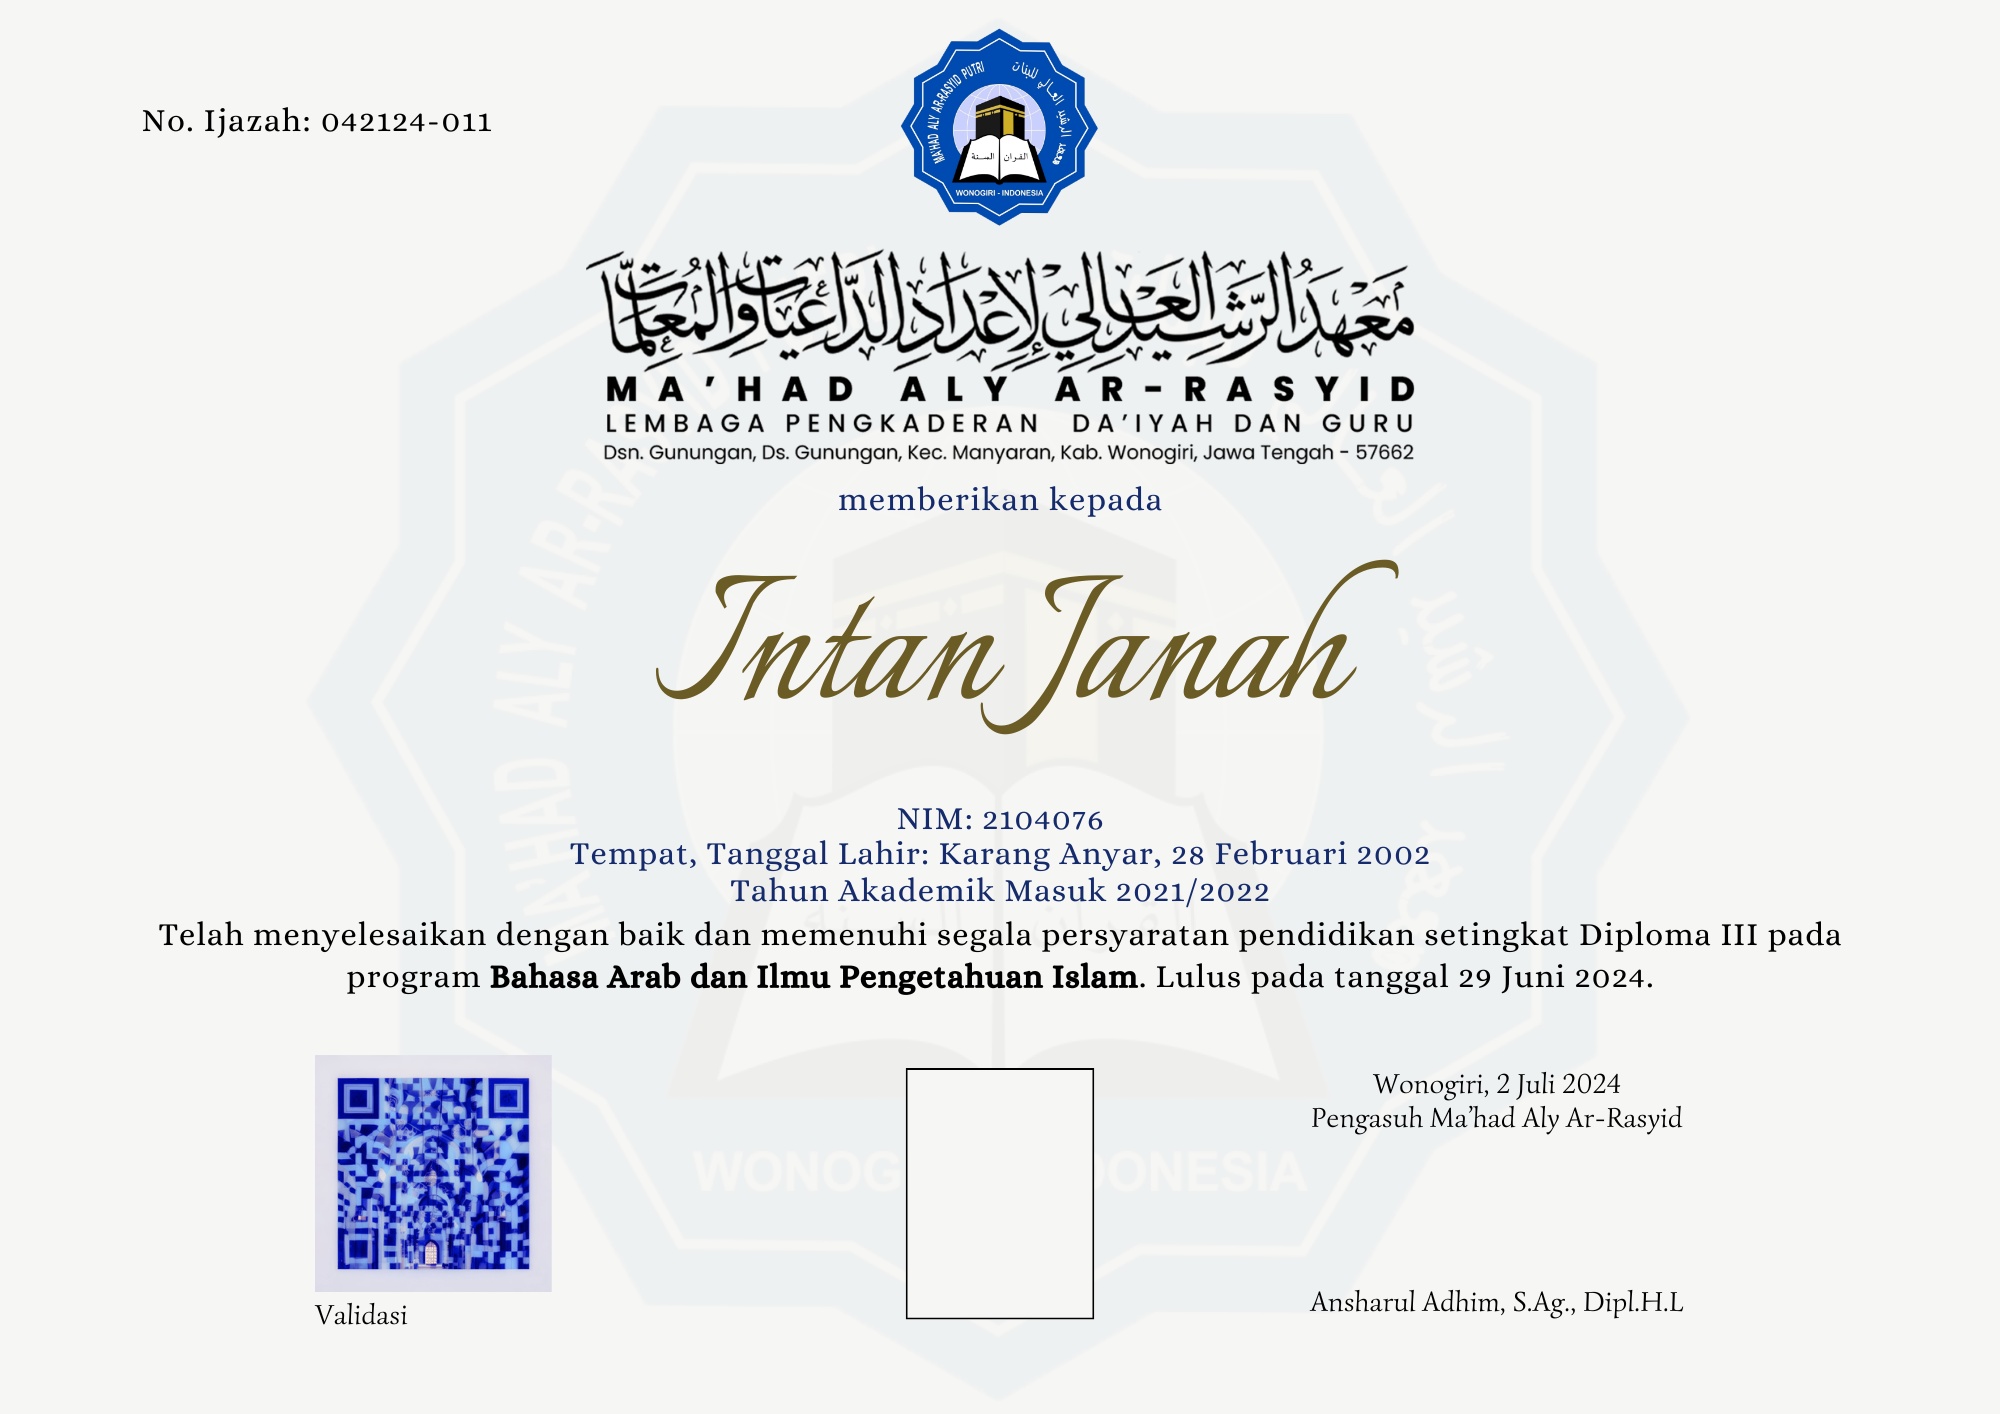 No. Ijazah: 042124-011
MA'HAD ALY AR-RASYID PUTRI
معهد الرشيد العالي للبنات
القرآن
السنة
WONOGIRI - INDONESIA
معهد الرشيد العالي لإعداد الداعيات والمعلمات
MA'HAD ALY AR-RASYID
LEMBAGA PENGKADERAN DA'IYAH DAN GURU
Dsn. Gunungan, Ds. Gunungan, Kec. Manyaran, Kab. Wonogiri, Jawa Tengah - 57662
memberikan kepada
Intan Janah
NIM: 2104076
Tempat, Tanggal Lahir: Karang Anyar, 28 Februari 2002
Tahun Akademik Masuk 2021/2022
Telah menyelesaikan dengan baik dan memenuhi segala persyaratan pendidikan setingkat Diploma III pada
program Bahasa Arab dan Ilmu Pengetahuan Islam. Lulus pada tanggal 29 Juni 2024.
Validasi
Wonogiri, 2 Juli 2024
Pengasuh Ma'had Aly Ar-Rasyid
Ansharul Adhim, S.Ag., Dipl.H.L